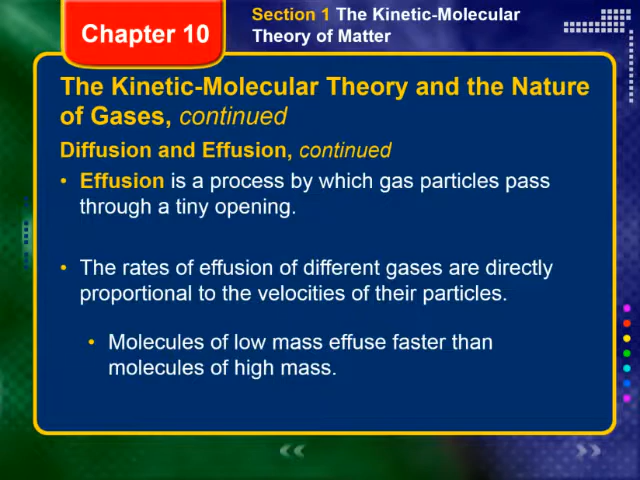 Chapter 10
Section 1 The Kinetic-Molecular
Theory of Matter
The Kinetic-Molecular Theory and the Nature
of Gases, continued
Diffusion and Effusion, continued
• Effusion is a process by which gas particles pass
through a tiny opening.
• The rates of effusion of different gases are directly
proportional to the velocities of their particles.
• Molecules of low mass effuse faster than
molecules of high mass.